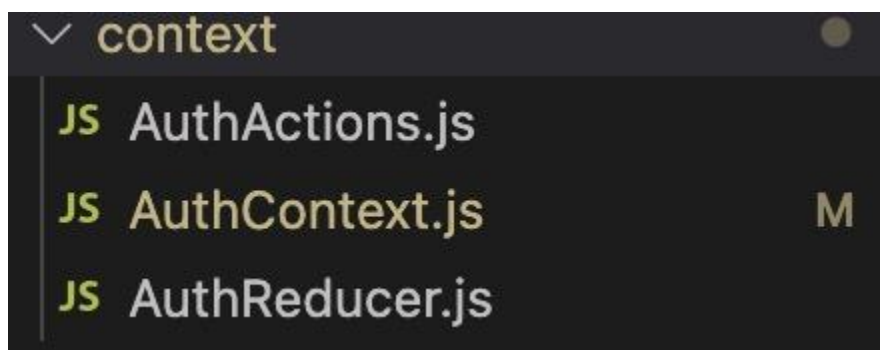 context
JS AuthActions.js
JS AuthContext.js M
JS AuthReducer.js